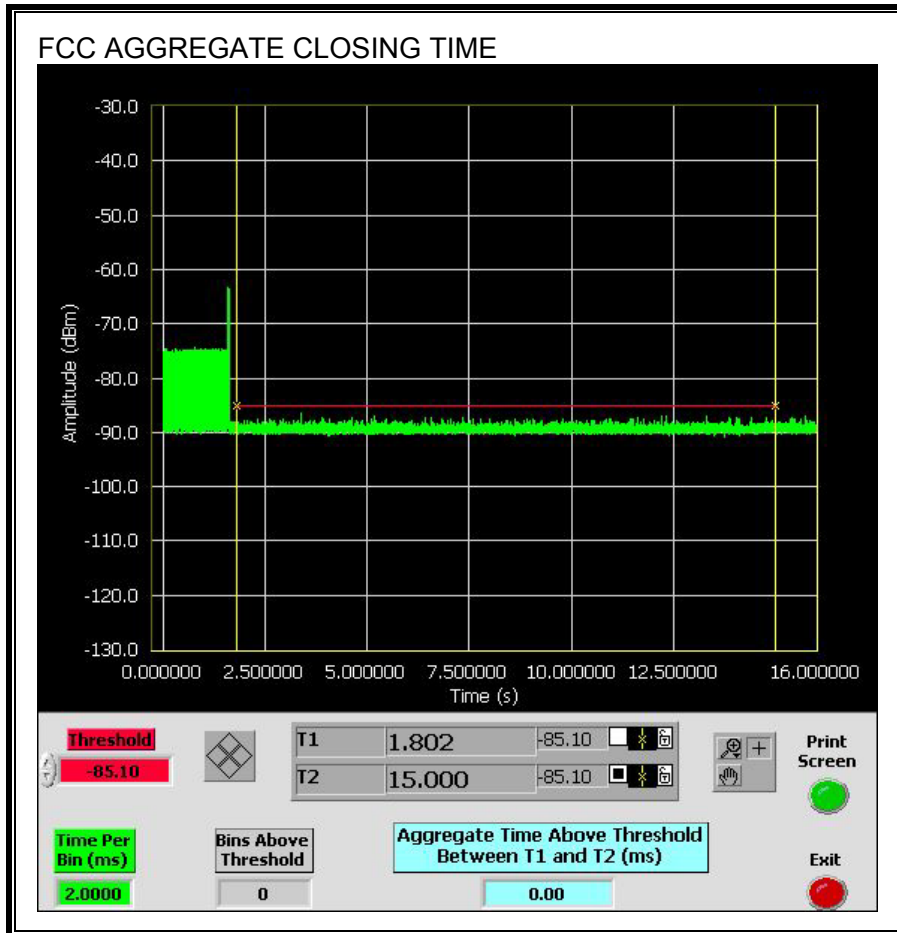 FCC AGGREGATE CLOSING TIME
-30.0
-40.0
-50.0
-60.0
-70.0
-80.0
-90.0
-100.0
-110.0
-120.0
-130.0
Amplitude (dBm)
0.000000 2.500000 5.000000 7.500000 10.000000 12.500000 16.000000
Time (s)
Threshold
-85.10
T1 1.802 -85.10
T2 15.000 -85.10
Print
Screen
Time Per
Bin (ms)
2.0000
Bins Above
Threshold
0
Aggregate Time Above Threshold
Between T1 and T2 (ms)
0.00
Exit